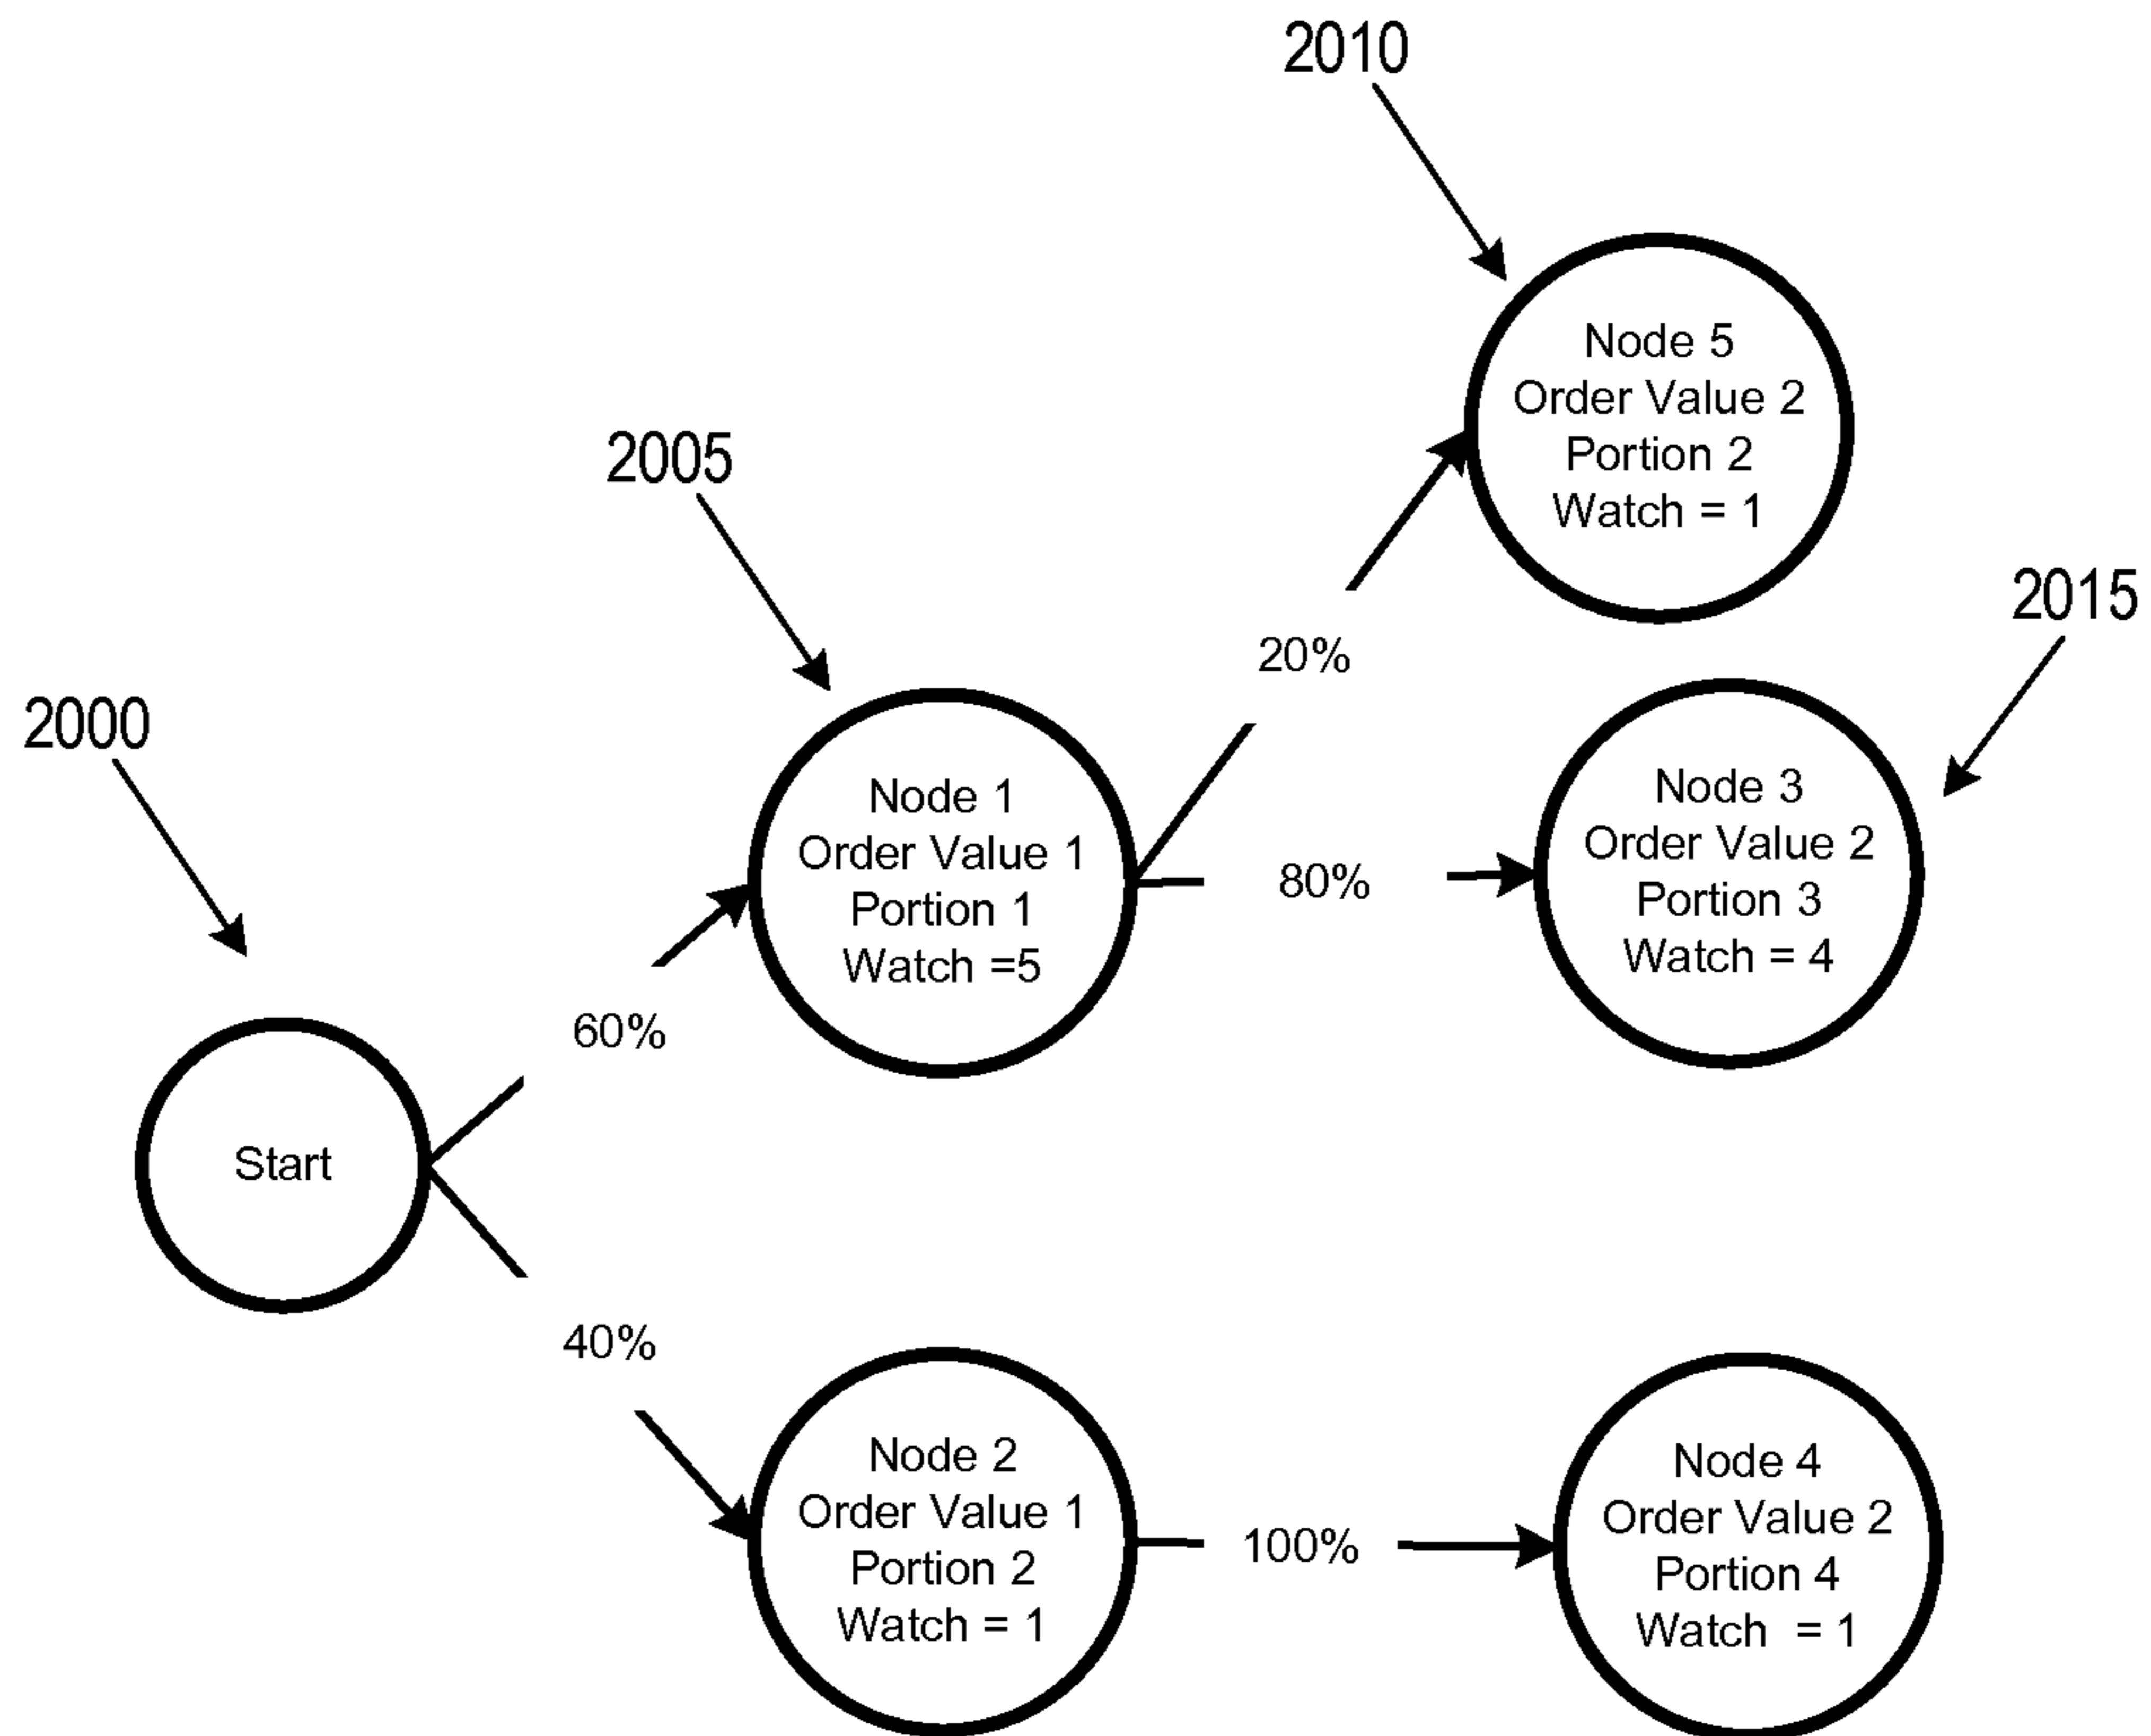 2010
Node 5
Order Value 2
Portion 2
Watch = 1
2005
2015
20%
2000
Node 1
Order Value 1
Portion 1
Watch =5
80%
Node 3
Order Value 2
Portion 3
Watch = 4
60%
Start
40%
Node 2
Order Value 1
Portion 2
Watch = 1
100%
Node 4
Order Value 2
Portion 4
Watch  = 1